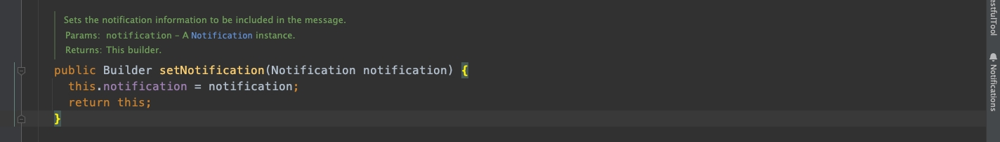 Sets the notification information to be included in the message.
Params: notification – A Notification instance.
Returns: This builder.
public Builder setNotification(Notification notification) {
this.notification = notification;
return this;
}
estfulTool
Notifications